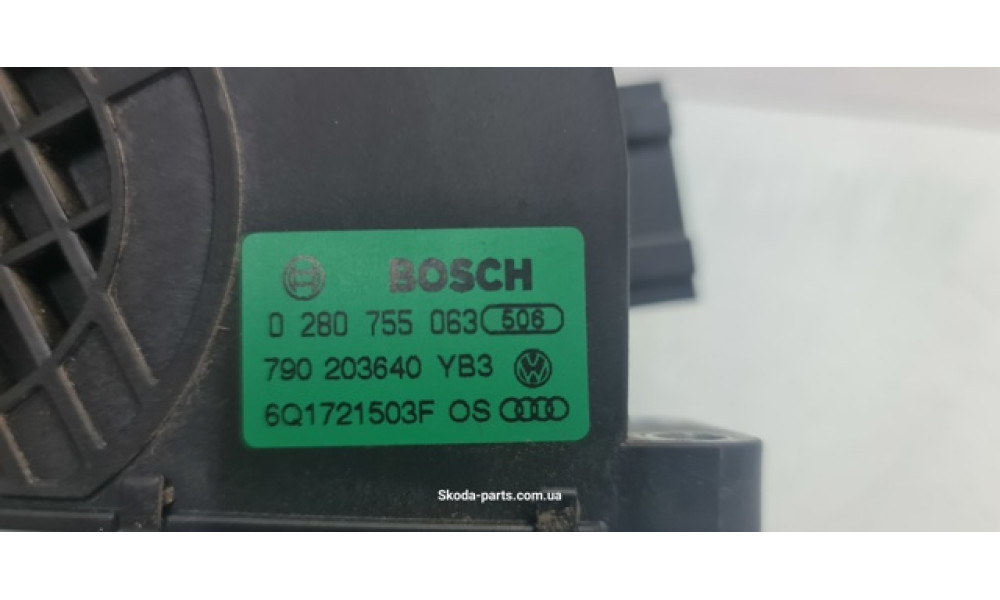 BOSCH
0 280 755 063 506
790 203640 YB3
6Q1721503F OS
Skoda-parts.com.ua